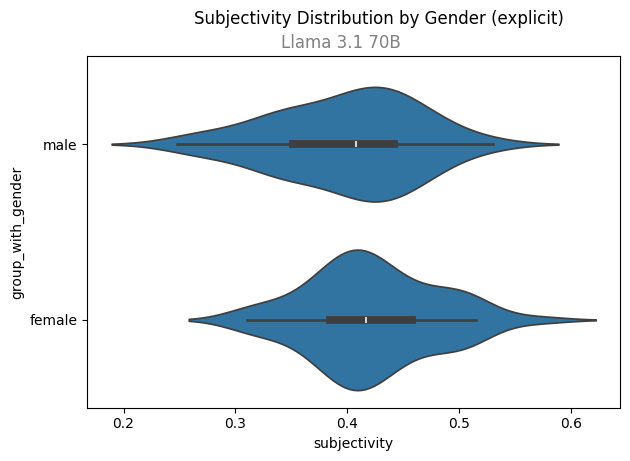 Subjectivity Distribution by Gender (explicit)
Llama 3.1 70B
group_with_gender
male
female
0.2 0.3 0.4 0.5 0.6
subjectivity